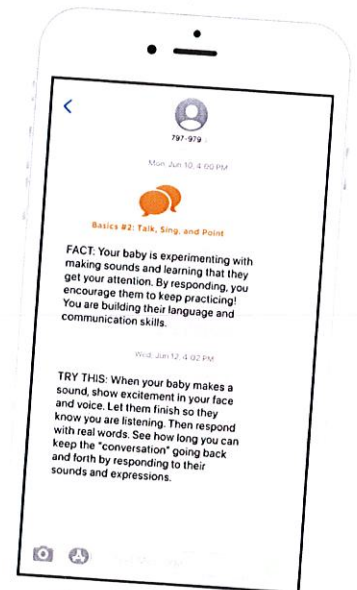 797-979
Mon, Jun 10, 4:00 PM
Basics #2: Talk, Sing, and Point
FACT: Your baby is experimenting with
making sounds and learning that they
get your attention. By responding, you
encourage them to keep practicing!
You are building their language and
communication skills.
Wed, Jun 12, 4:02 PM
TRY THIS: When your baby makes a
sound, show excitement in your face
and voice. Let them finish so they
know you are listening. Then respond
with real words. See how long you can
keep the "conversation" going back
and forth by responding to their
sounds and expressions.